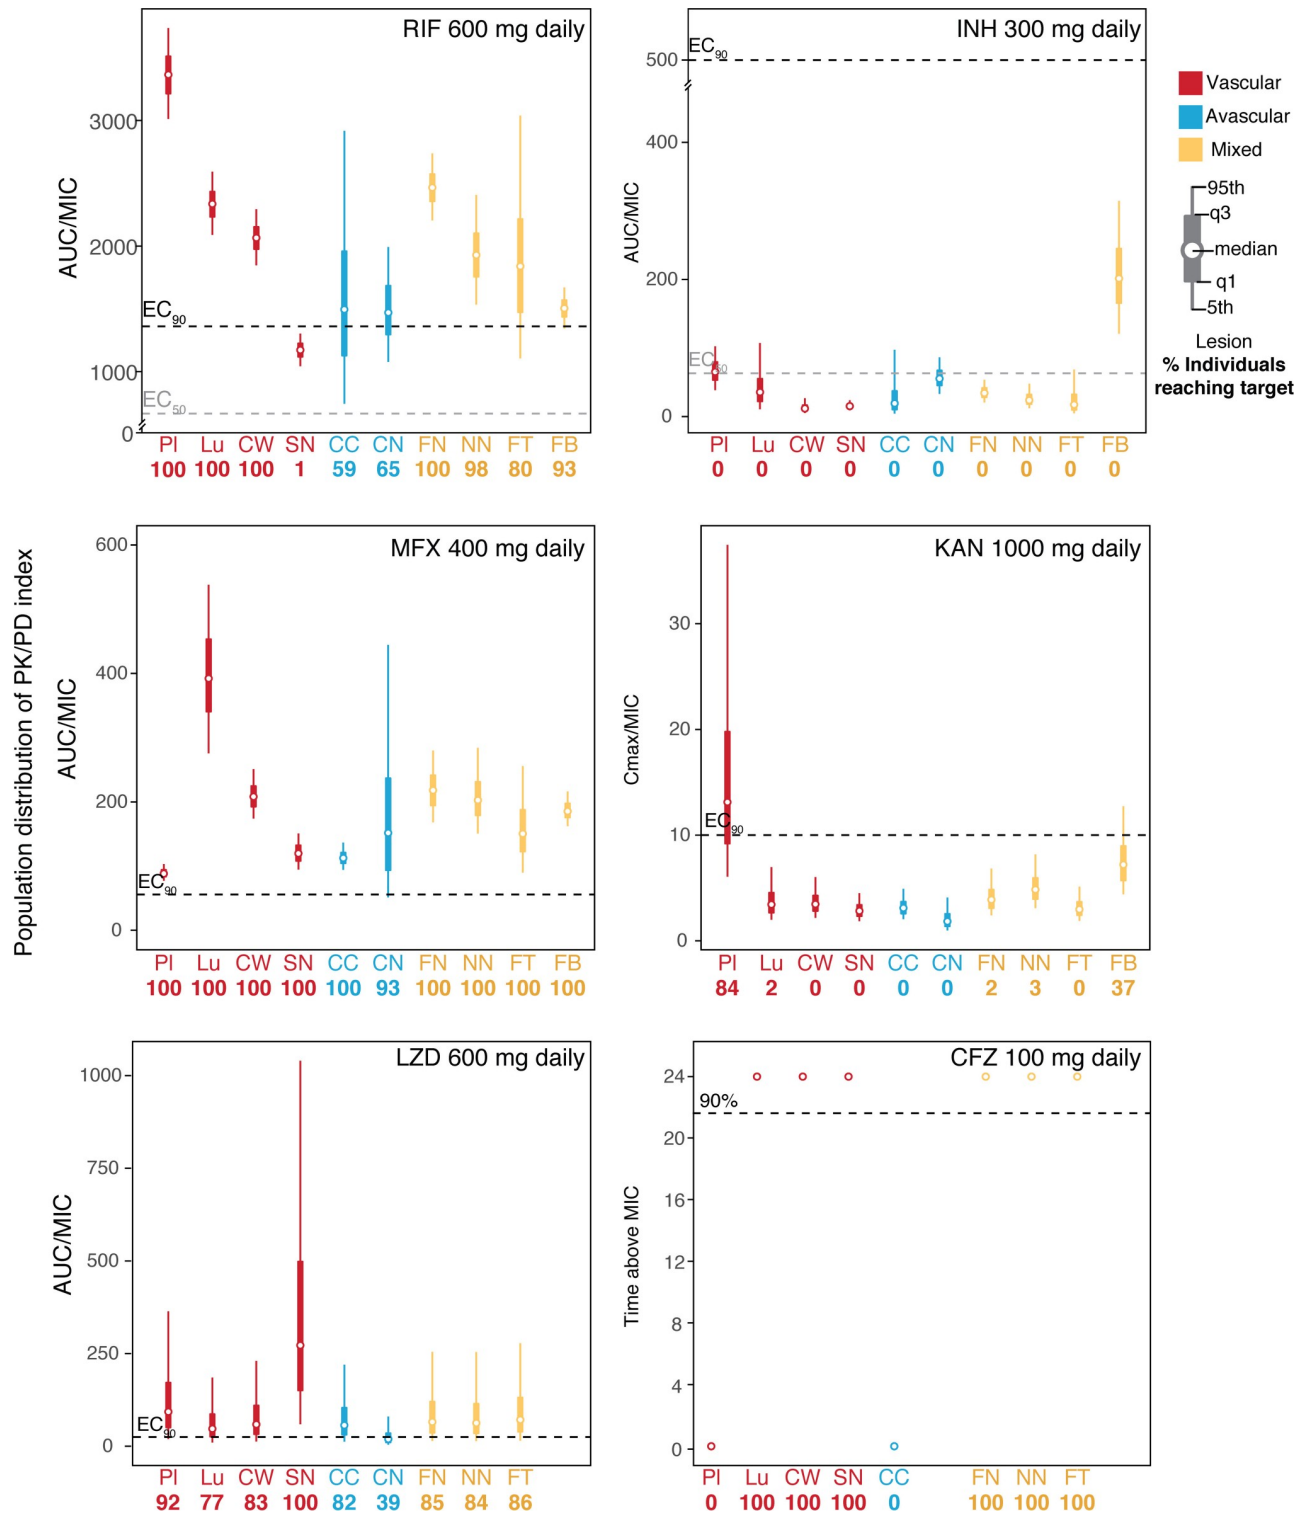 RIF 600 mg daily
AUC/MIC
3000
2000
1000
0
EC90
EC50
Pl Lu CW SN CC CN FN NN FT FB
100 100 100 1 59 65 100 98 80 93
INH 300 mg daily
AUC/MIC
500
400
200
0
EC90
EC50
Pl Lu CW SN CC CN FN NN FT FB
0 0 0 0 0 0 0 0 0 0
Vascular
Avascular
Mixed
95th
q3
median
q1
5th
Lesion
% Individuals
reaching target
Population distribution of PK/PD index
MFX 400 mg daily
AUC/MIC
600
400
200
0
EC90
Pl Lu CW SN CC CN FN NN FT FB
100 100 100 100 100 93 100 100 100 100
KAN 1000 mg daily
Cmax/MIC
30
20
10
0
EC90
Pl Lu CW SN CC CN FN NN FT FB
84 2 0 0 0 0 2 3 0 37
LZD 600 mg daily
AUC/MIC
1000
750
500
250
0
EC90
Pl Lu CW SN CC CN FN NN FT
92 77 83 100 82 39 85 84 86
CFZ 100 mg daily
Time above MIC
24
20
16
12
8
4
0
90%
Pl Lu CW SN CC FN NN FT
0 100 100 100 0 100 100 100